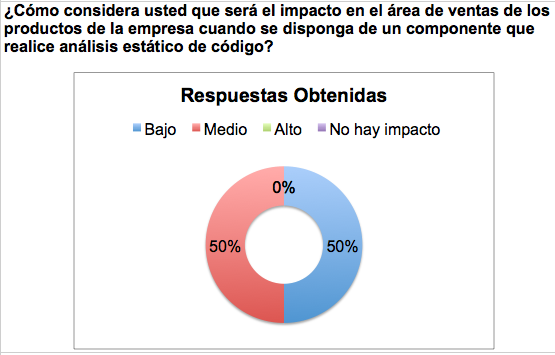 ¿Cómo considera usted que será el impacto en el área de ventas de los
productos de la empresa cuando se disponga de un componente que
realice análisis estático de código?
Respuestas Obtenidas
Bajo Medio Alto No hay impacto
0%
50% 50%